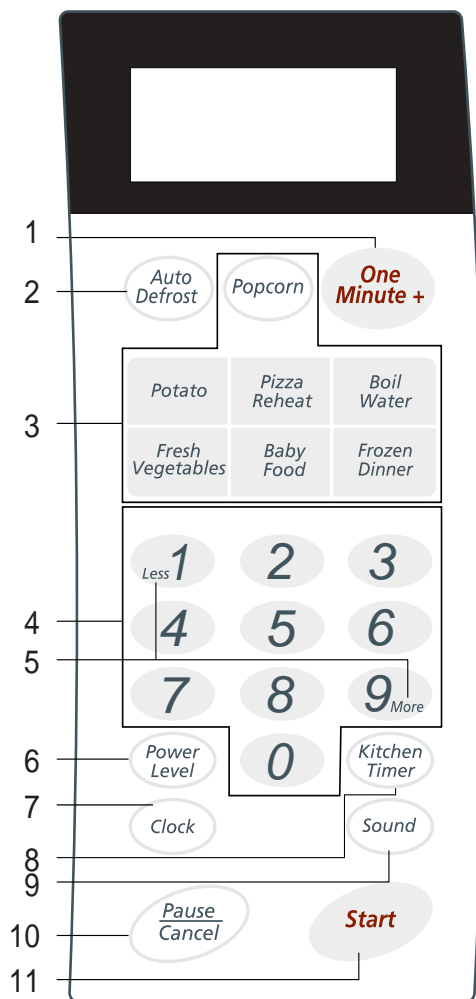 1
One
Minute +
2
Auto
Defrost
Popcorn
3
Potato
Pizza
Reheat
Boil
Water
Fresh
Vegetables
Baby
Food
Frozen
Dinner
4
Less 1
2
3
4
5
6
5
7
8
9 More
6
Power
Level
0
Kitchen
Timer
7
Clock
Sound
8
9
10
Pause
Cancel
Start
11